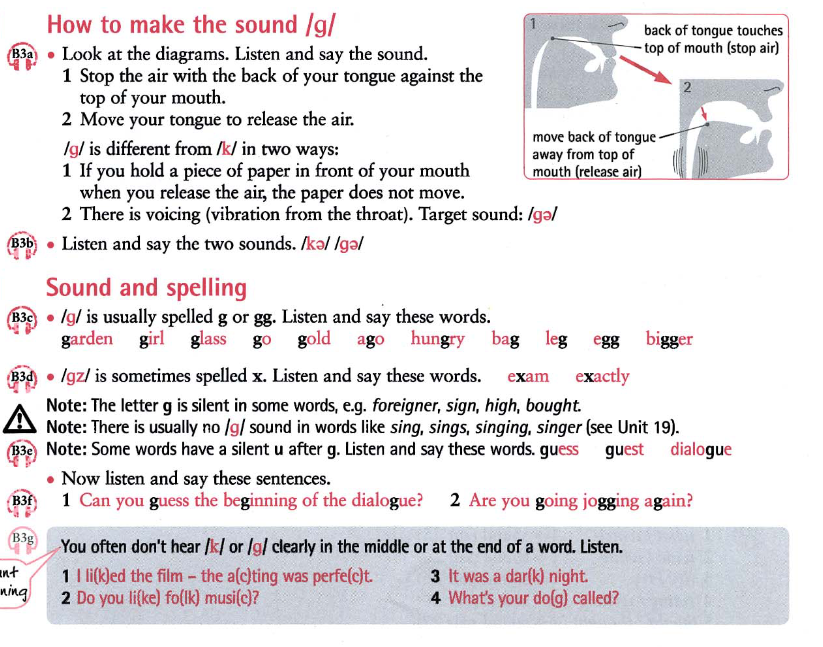 How to make the sound /g/
B3a • Look at the diagrams. Listen and say the sound.
1 Stop the air with the back of your tongue against the
top of your mouth.
2 Move your tongue to release the air.
/g/ is different from /k/ in two ways:
1 If you hold a piece of paper in front of your mouth
when you release the air, the paper does not move.
2 There is voicing (vibration from the throat). Target sound: /gə/
1
back of tongue touches
top of mouth (stop air)
2
move back of tongue
away from top of
mouth (release air)
B3b • Listen and say the two sounds. /kə/ /gə/
Sound and spelling
B3c • /g/ is usually spelled g or gg. Listen and say these words.
garden girl glass go gold ago hungry bag leg egg bigger
B3d • /gz/ is sometimes spelled x. Listen and say these words. exam exactly
Note: The letter g is silent in some words, e.g. foreigner, sign, high, bought.
Note: There is usually no /g/ sound in words like sing, sings, singing, singer (see Unit 19).
B3e Note: Some words have a silent u after g. Listen and say these words. guess guest dialogue
• Now listen and say these sentences.
B3f 1 Can you guess the beginning of the dialogue? 2 Are you going jogging again?
B3g
You often don't hear /k/ or /g/ clearly in the middle or at the end of a word. Listen.
1 I li(k)ed the film – the a(c)ting was perfe(c)t.
2 Do you li(ke) fo(lk) musi(c)?
3 It was a dar(k) night.
4 What's your do(g) called?